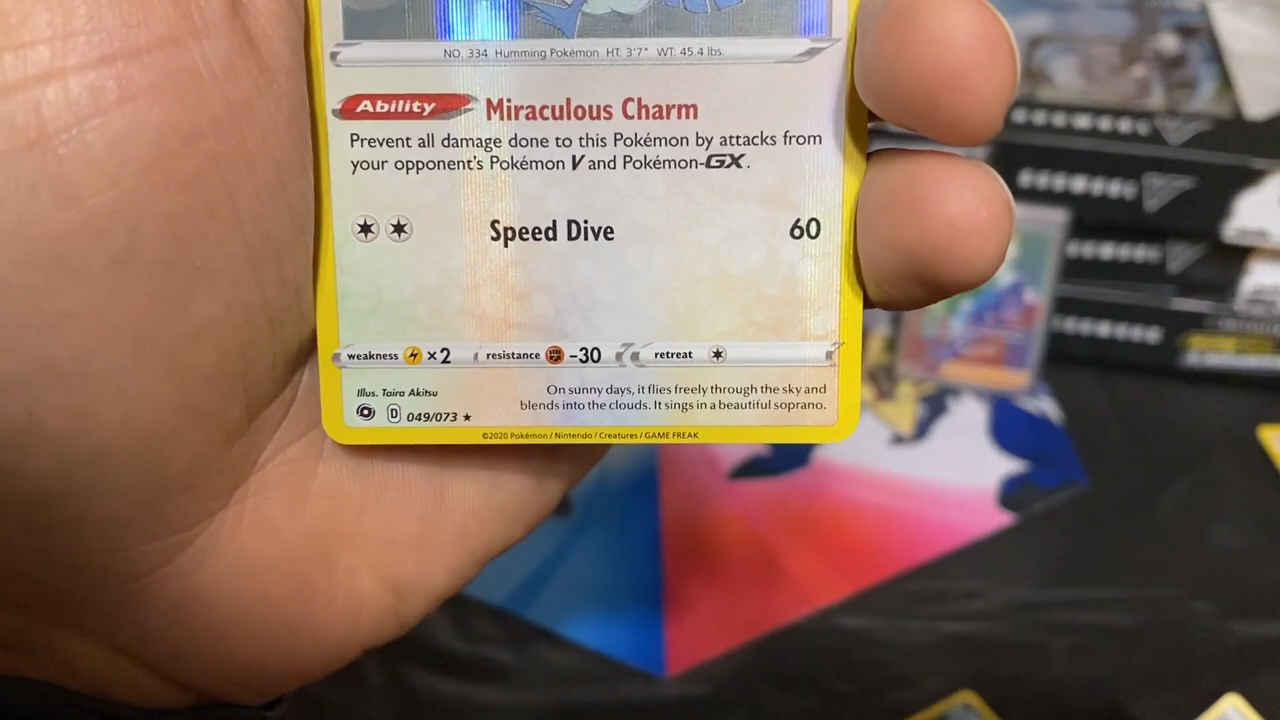 NO. 334 Humming Pokémon HT: 3'7" WT: 45.4 lbs.
Ability Miraculous Charm
Prevent all damage done to this Pokémon by attacks from
your opponent's Pokémon V and Pokémon-GX.
Speed Dive 60
weakness ×2 resistance -30 retreat
Illus. Taira Akitsu
On sunny days, it flies freely through the sky and
blends into the clouds. It sings in a beautiful soprano.
D 049/073 ★
©2020 Pokémon / Nintendo / Creatures / GAME FREAK